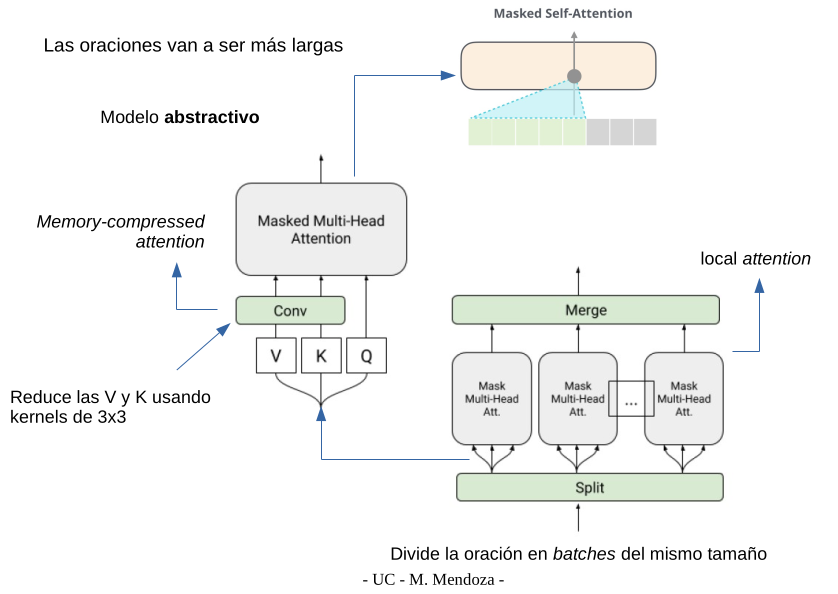 Masked Self-Attention
Las oraciones van a ser más largas
Modelo abstractivo
Memory-compressed
attention
Masked Multi-Head
Attention
Conv
V K Q
Reduce las V y K usando
kernels de 3x3
local attention
Merge
Mask
Multi-Head
Att.
Mask
Multi-Head
Att.
...
Mask
Multi-Head
Att.
Split
Divide la oración en batches del mismo tamaño
- UC - M. Mendoza -